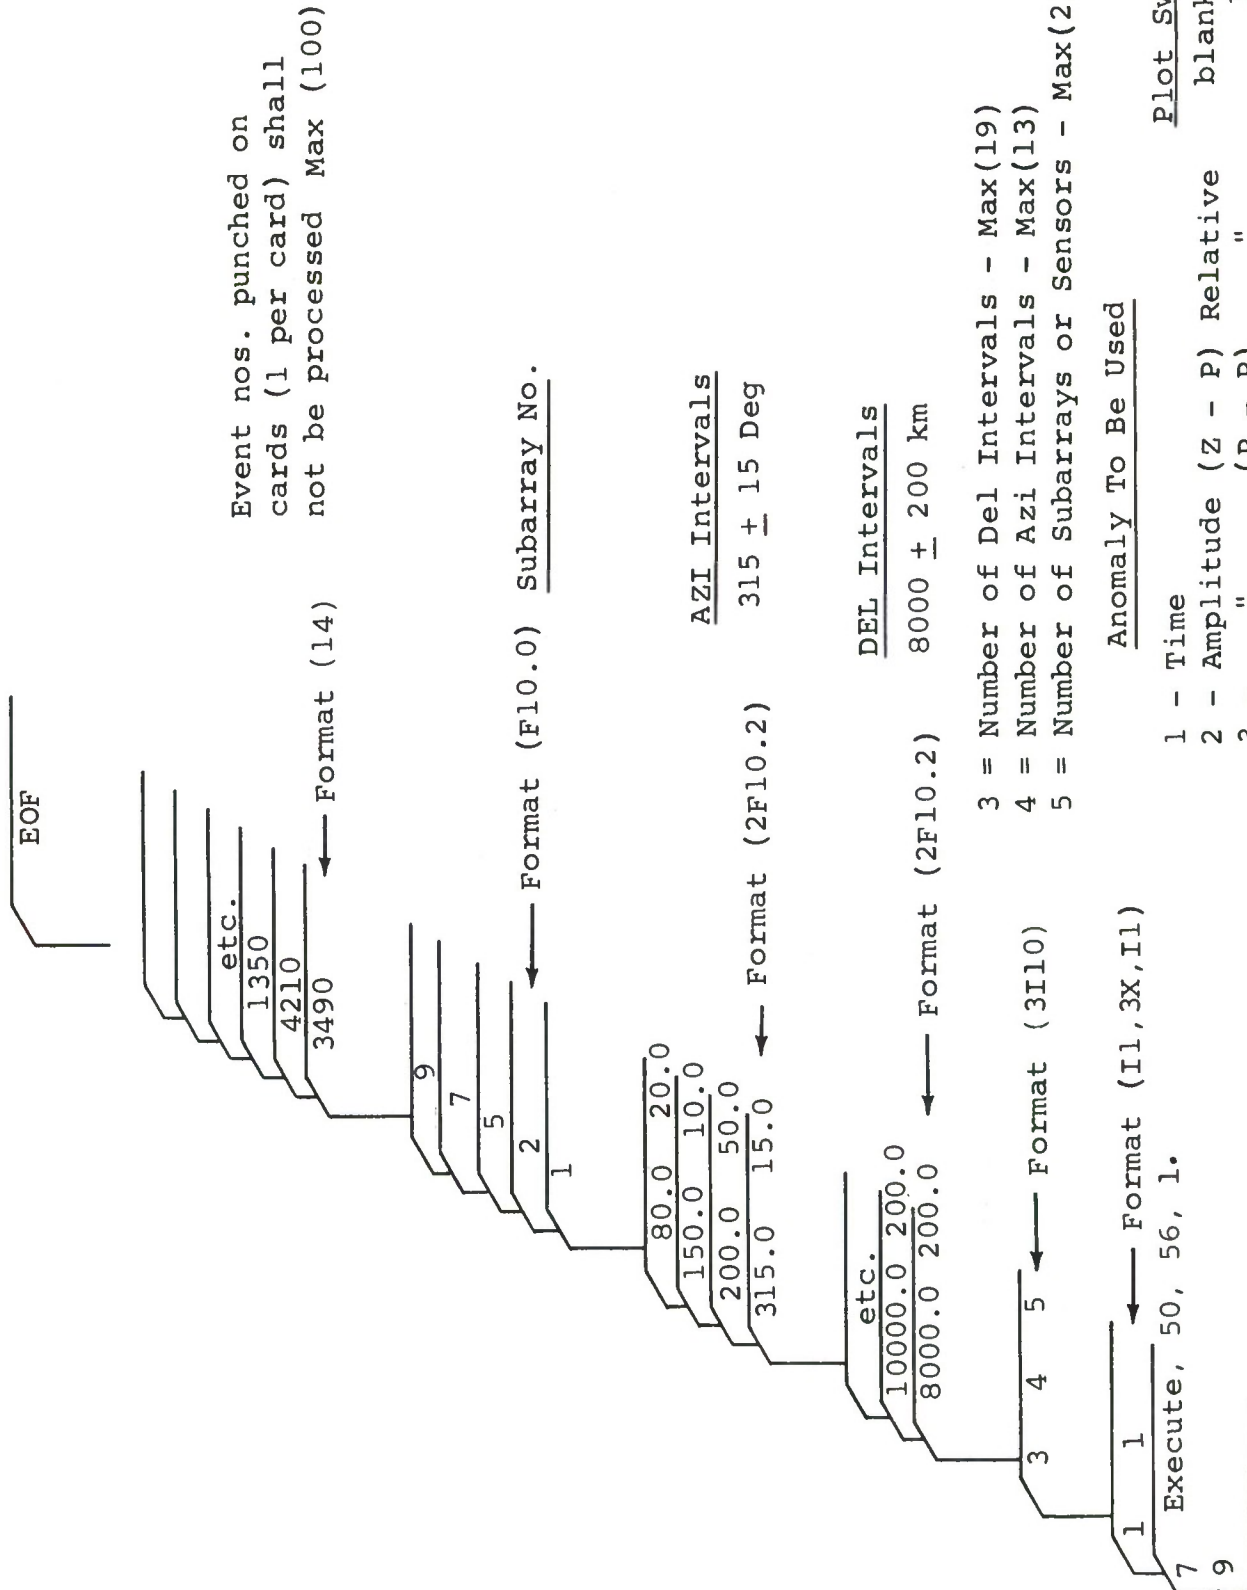 EOF
etc.
1350
4210
3490
Format (14)
Event nos. punched on
cards (1 per card) shall
not be processed Max (100)
9
7
5
2
1
Format (F10.0) Subarray No.
80.0 20.0
150.0 10.0
200.0 50.0
315.0 15.0
Format (2F10.2)
AZI Intervals
315 ± 15 Deg
etc.
10000.0 200.0
8000.0 200.0
Format (2F10.2)
DEL Intervals
8000 ± 200 km
3 4 5
Format (3I10)
3 = Number of Del Intervals - Max(19)
4 = Number of Azi Intervals - Max(13)
5 = Number of Subarrays or Sensors - Max(2
1 1
Format (I1,3X,I1)
Anomaly To Be Used
1 - Time
2 - Amplitude (Z - P) Relative
" "
Plot
blank
7
9
Execute, 50, 56, 1.